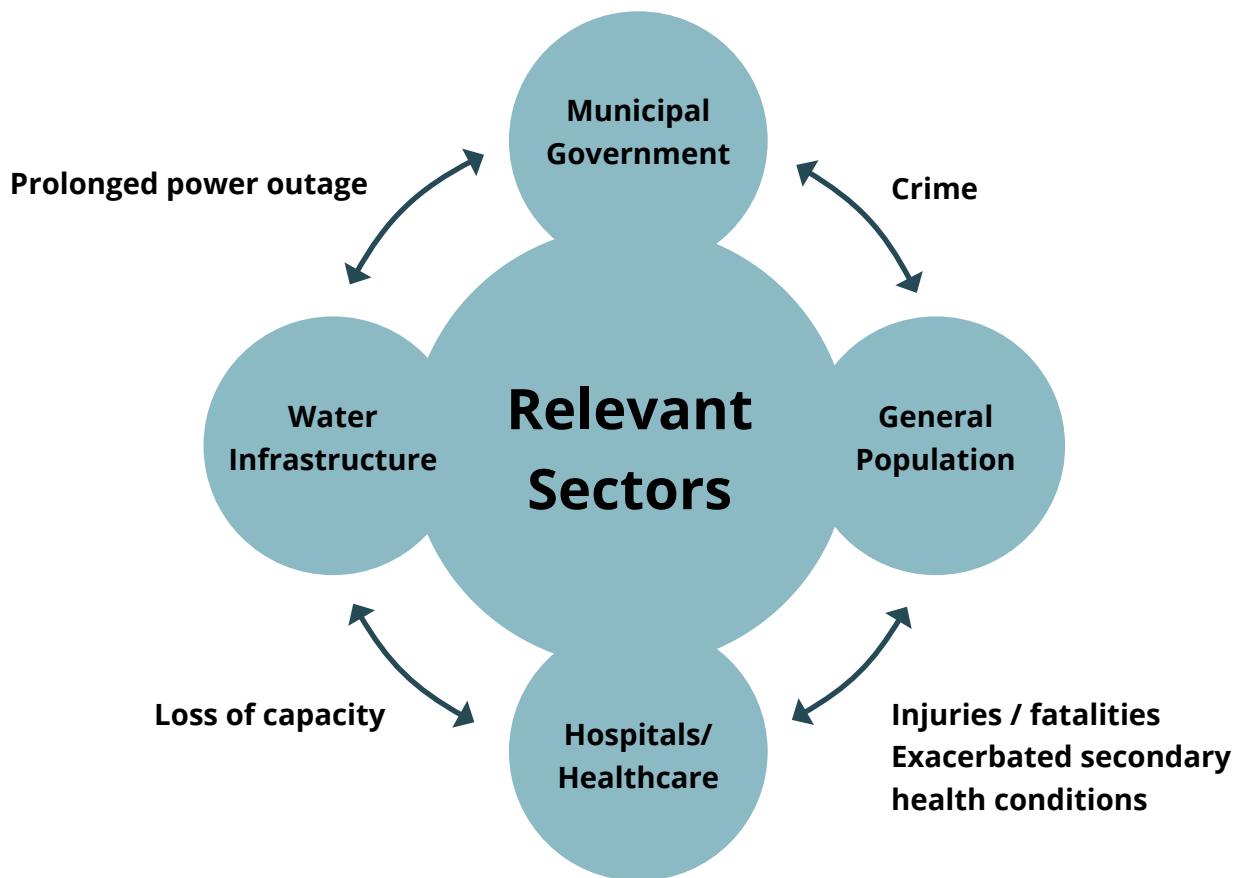 Municipal
Government
Prolonged power outage
Crime
Water
Infrastructure
Relevant
Sectors
General
Population
Loss of capacity
Hospitals/
Healthcare
Injuries / fatalities
Exacerbated secondary
health conditions